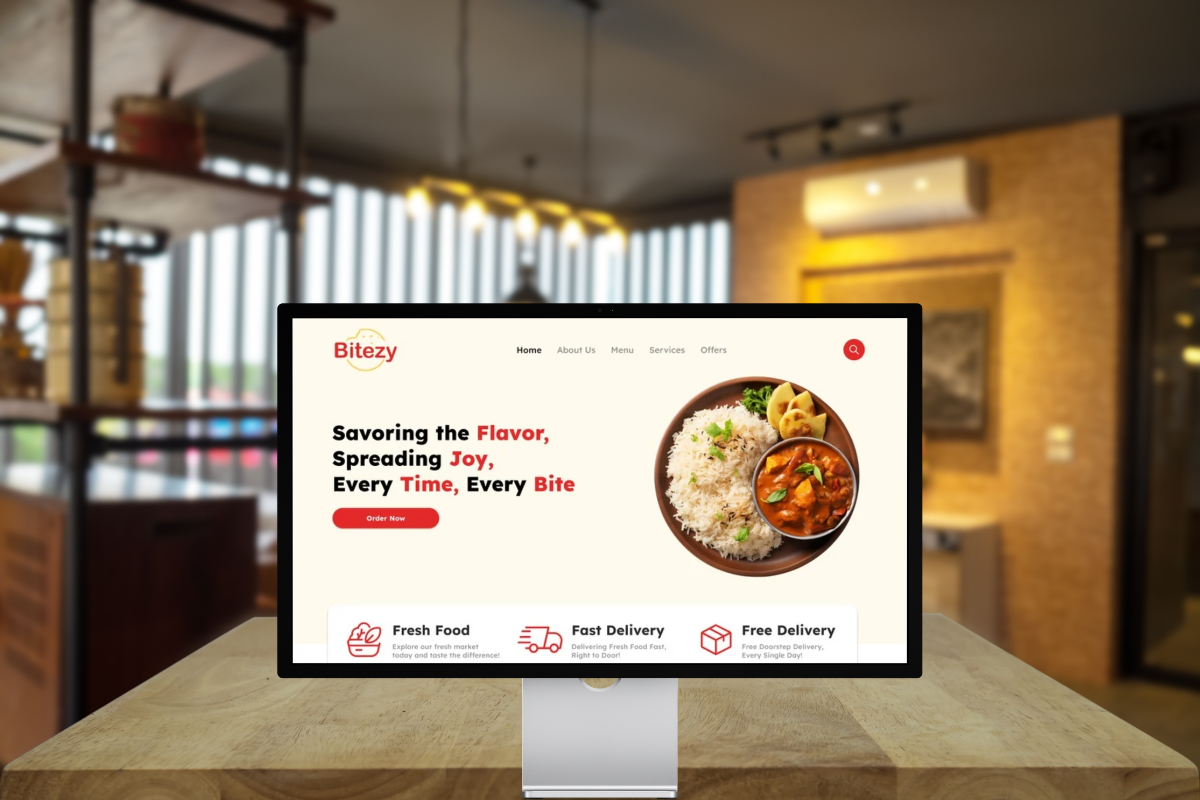 Bitezy
Home About Us Menu Services Offers
Savoring the Flavor,
Spreading Joy,
Every Time, Every Bite
Order Now
Fresh Food
Explore our fresh market
today and taste the difference!
Fast Delivery
Delivering Fresh Food Fast,
Right to Door!
Free Delivery
Free Doorstep Delivery,
Every Single Day!